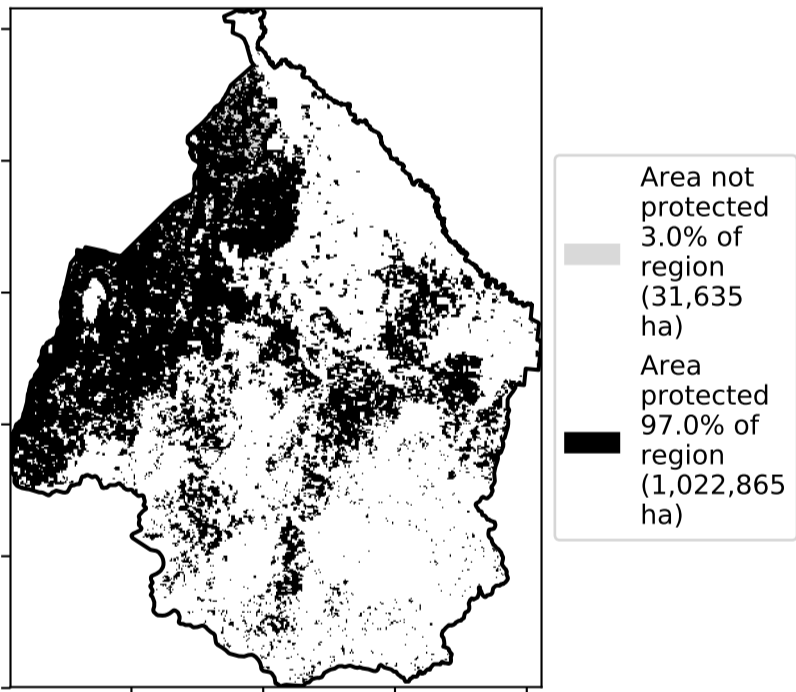 Area not
protected
3.0% of
region
(31,635
ha)
Area
protected
97.0% of
region
(1,022,865
ha)